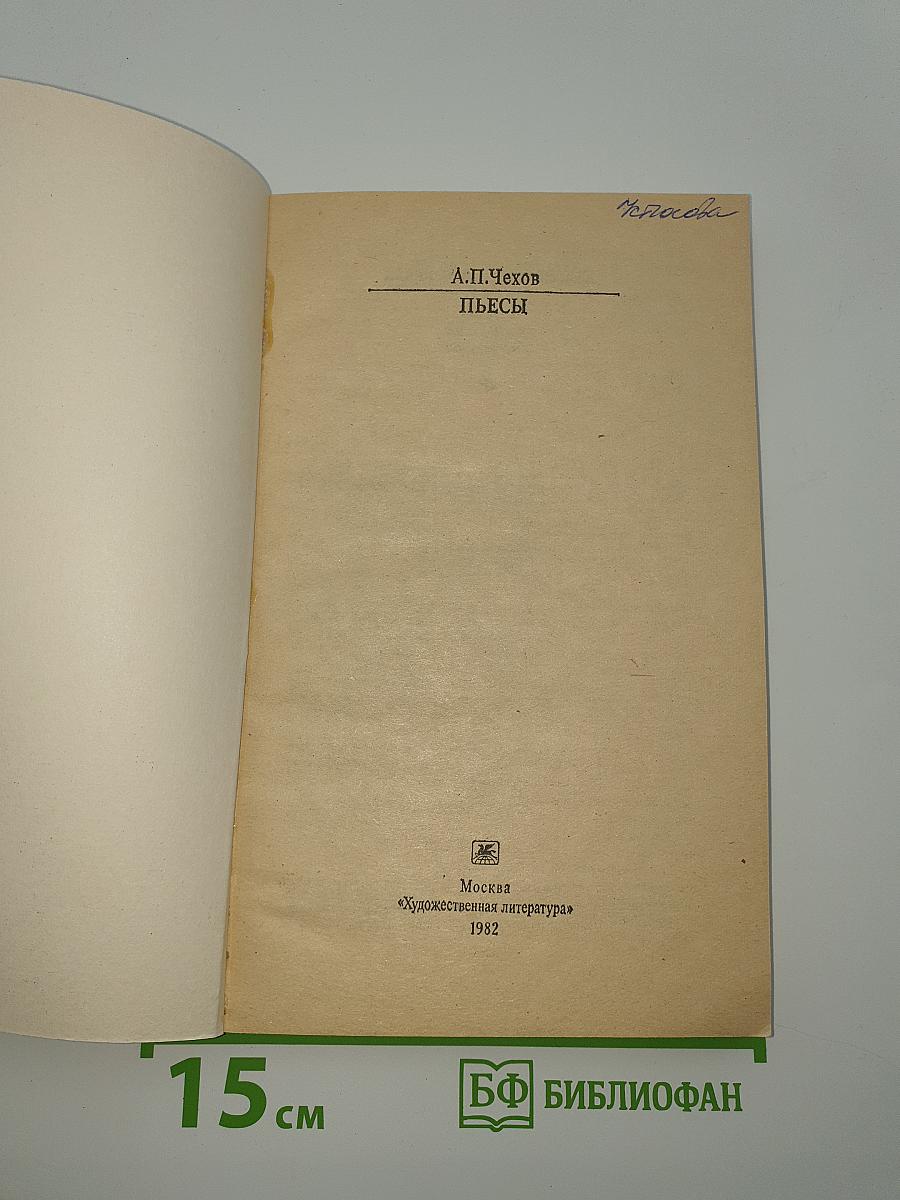 А.П.Чехов
ПЬЕСЫ
Москва
«Художественная литература»
1982
15 см
БФ БИБЛИОФАН